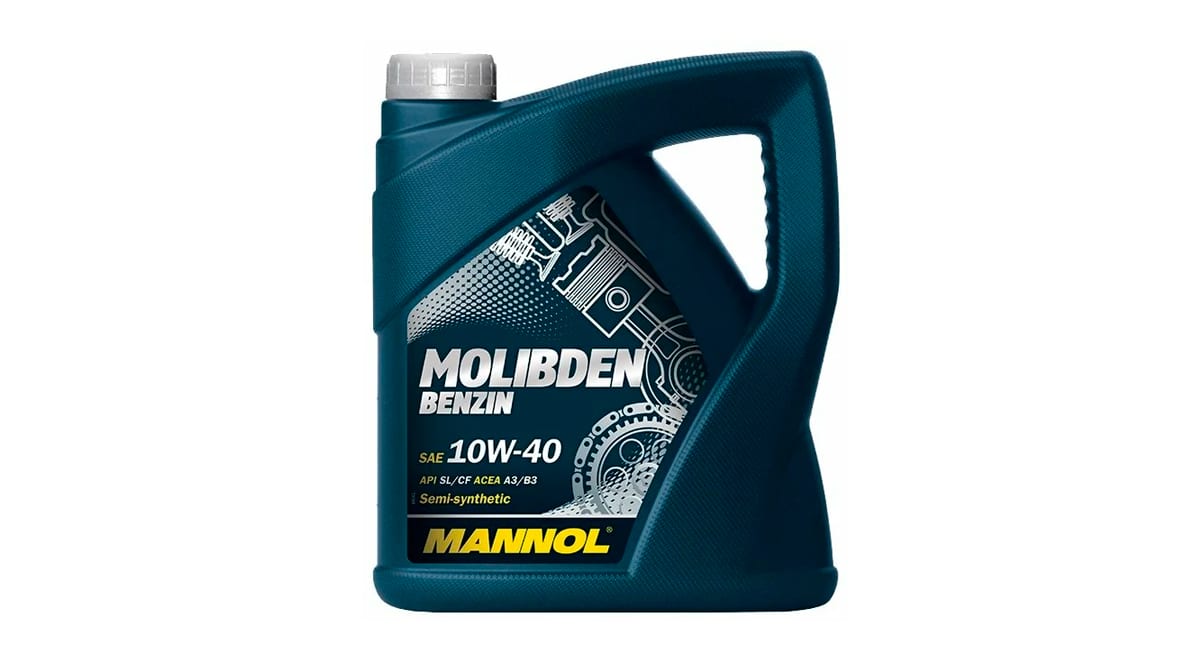 MOLIBDEN
BENZIN
SAE 10W-40
API SL/CF ACEA A3/B3
Semi-synthetic
MANNOL®